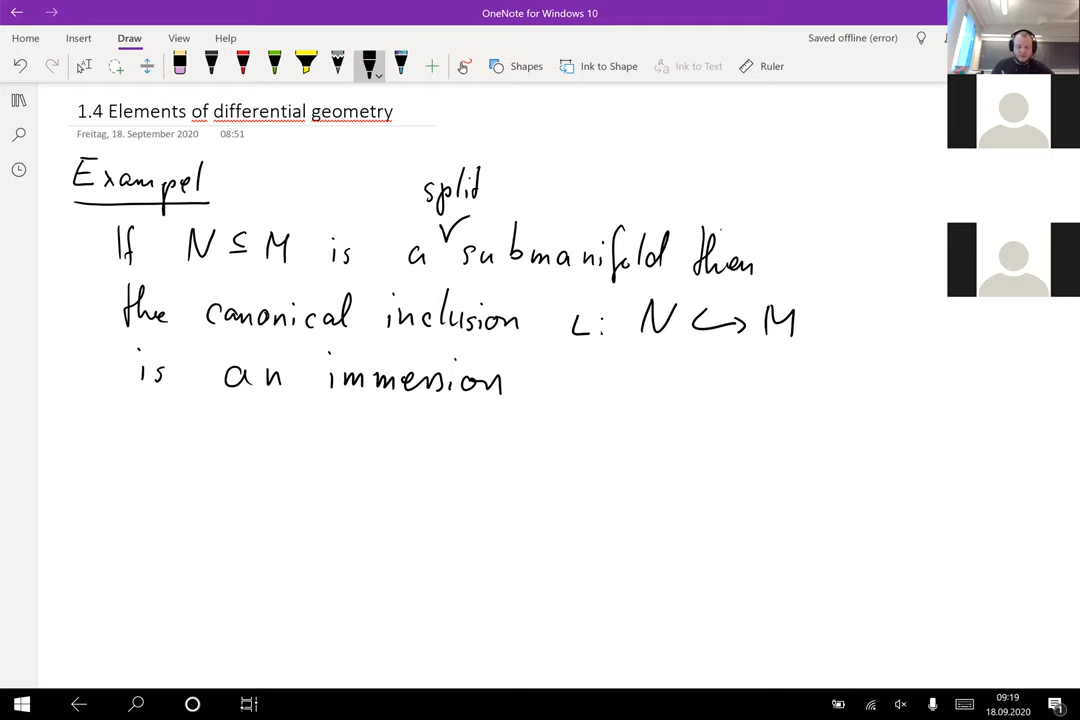 OneNote for Windows 10
Home Insert Draw View Help Saved offline (error)
Shapes Ink to Shape Ink to Text Ruler
1.4 Elements of differential geometry
Freitag, 18. September 2020 08:51
Exampel
split
If N ⊆ M is a submanifold then
the canonical inclusion ι: N ↪ M
is an immersion
09:19
18.09.2020